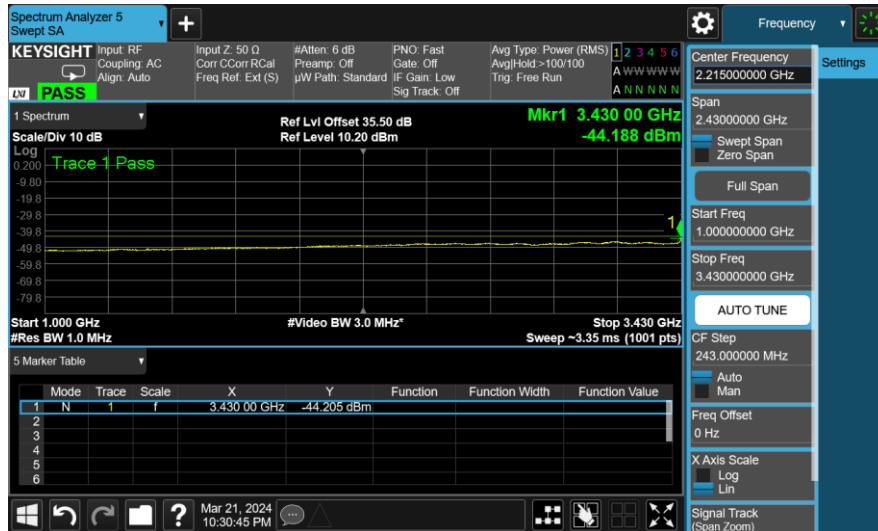 Spectrum Analyzer 5
Swept SA
+
Frequency
KEYSIGHT
Input: RF
Coupling: AC
Align: Auto
Input Z: 50 Ω
Corr CCorr RCal
Freq Ref: Ext (S)
#Atten: 6 dB
Preamp: Off
µW Path: Standard
PNO: Fast
Gate: Off
IF Gain: Low
Sig Track: Off
Avg Type: Power (RMS)
Avg|Hold:>100/100
Trig: Free Run
1 2 3 4 5 6
A W W W W W
A N N N N N
LXI PASS
1 Spectrum
Scale/Div 10 dB
Ref Lvl Offset 35.50 dB
Ref Level 10.20 dBm
Mkr1 3.430 00 GHz
-44.188 dBm
Log
Trace 1 Pass
0.200
-9.80
-19.8
-29.8
-39.8
-49.8
-59.8
-69.8
-79.8
1
Start 1.000 GHz
#Video BW 3.0 MHz*
Stop 3.430 GHz
#Res BW 1.0 MHz
Sweep ~3.35 ms (1001 pts)
5 Marker Table
Mode Trace Scale X Y Function Function Width Function Value
1 N 1 f 3.430 00 GHz -44.205 dBm
2
3
4
5
6
Center Frequency
2.215000000 GHz
Settings
Span
2.43000000 GHz
Swept Span
Zero Span
Full Span
Start Freq
1.000000000 GHz
Stop Freq
3.430000000 GHz
AUTO TUNE
CF Step
243.000000 MHz
Auto
Man
Freq Offset
0 Hz
X Axis Scale
Log
Lin
Signal Track
(Span Zoom)
?
Mar 21, 2024
10:30:45 PM